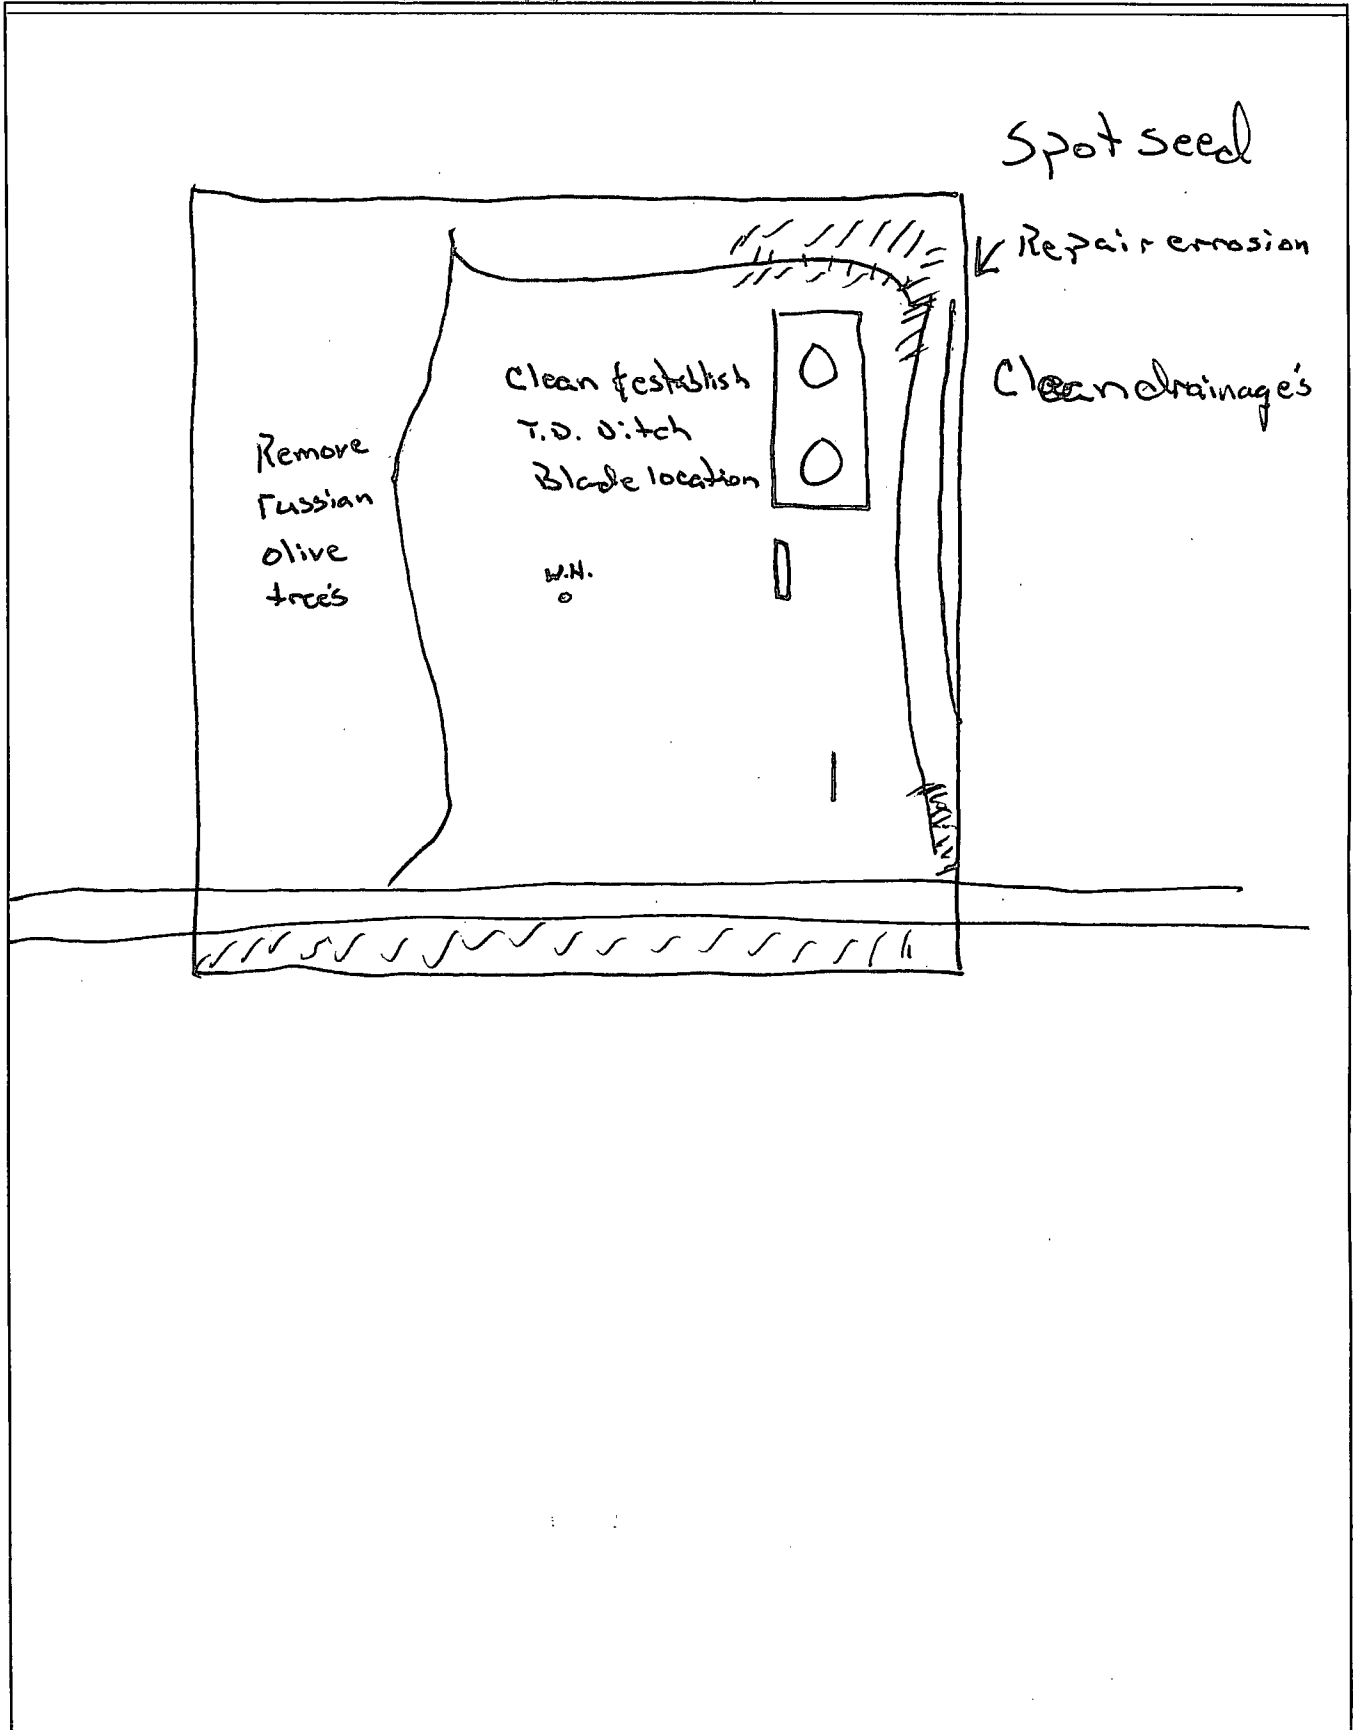 Spot seed
Repair errosion
Clean drainage's
Clean & establish
T.D. Ditch
Blade location
Remove
russian
olive
tree's
W.H.